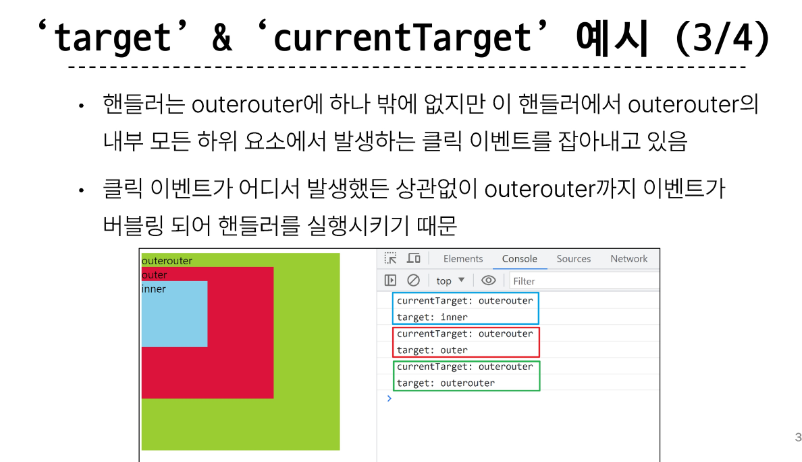 ‘target’ & ‘currentTarget’ 예시 (3/4)
• 핸들러는 outerouter에 하나 밖에 없지만 이 핸들러에서 outerouter의
내부 모든 하위 요소에서 발생하는 클릭 이벤트를 잡아내고 있음
• 클릭 이벤트가 어디서 발생했든 상관없이 outerouter까지 이벤트가
버블링 되어 핸들러를 실행시키기 때문
outerouter
outer
inner
Elements Console Sources Network
top ▼ Filter
currentTarget: outerouter
target: inner
currentTarget: outerouter
target: outer
currentTarget: outerouter
target: outerouter
>
3